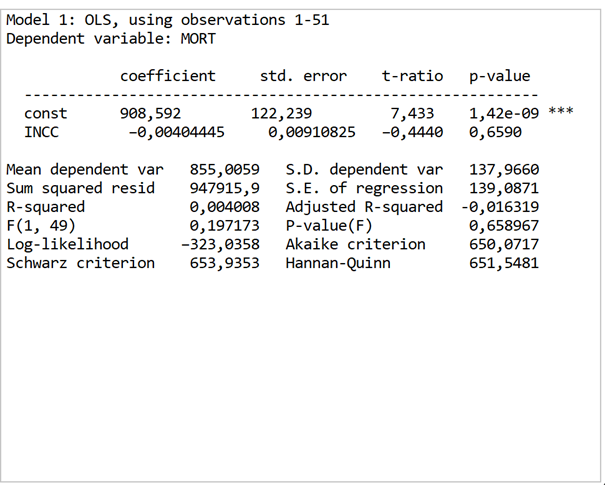 Model 1: OLS, using observations 1-51
Dependent variable: MORT
coefficient std. error t-ratio p-value
---------------------------------------------------------
const 908,592 122,239 7,433 1,42e-09 ***
INCC −0,00404445 0,00910825 −0,4440 0,6590
Mean dependent var 855,0059 S.D. dependent var 137,9660
Sum squared resid 947915,9 S.E. of regression 139,0871
R-squared 0,004008 Adjusted R-squared -0,016319
F(1, 49) 0,197173 P-value(F) 0,658967
Log-likelihood −323,0358 Akaike criterion 650,0717
Schwarz criterion 653,9353 Hannan-Quinn 651,5481